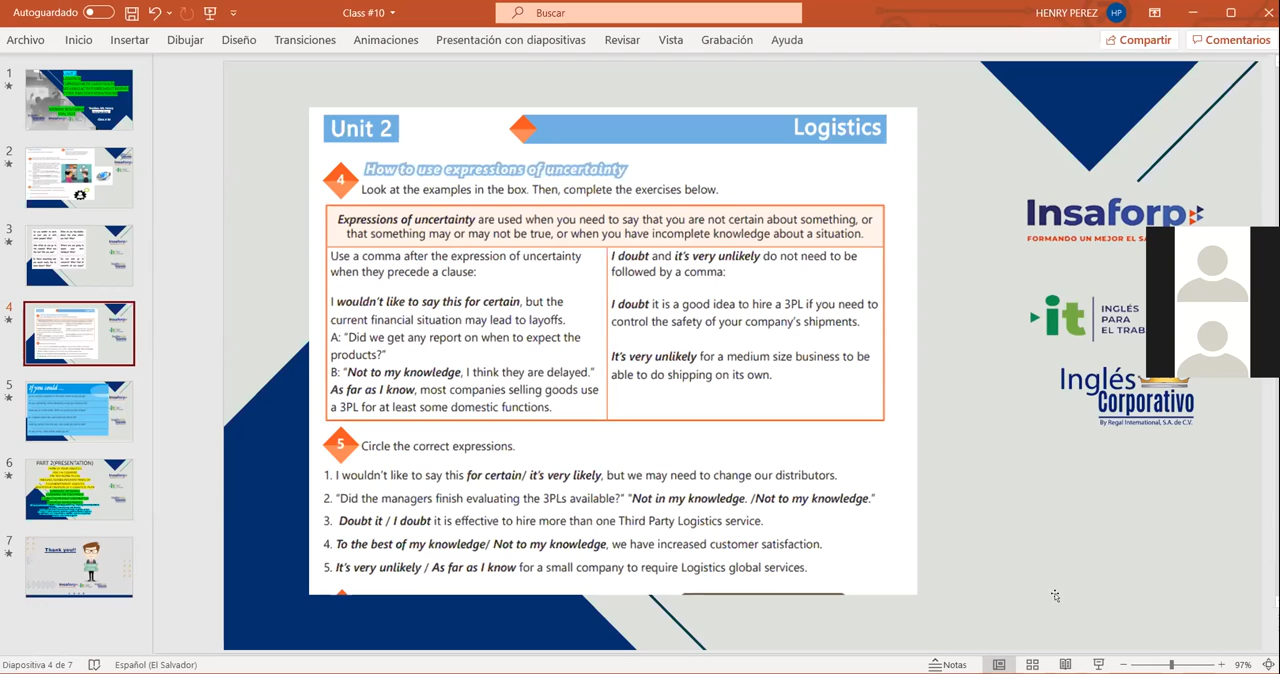 Autoguardado
Class #10
Buscar
HENRY PEREZ
HP
Archivo
Inicio
Insertar
Dibujar
Diseño
Transiciones
Animaciones
Presentación con diapositivas
Revisar
Vista
Grabación
Ayuda
Compartir
Comentarios
1
2
3
4
5
6
7
If you could ...
PART 2(PRESENTATION)
Thank you!!
Unit 2
Logistics
4
How to use expressions of uncertainty
Look at the examples in the box. Then, complete the exercises below.
Expressions of uncertainty are used when you need to say that you are not certain about something, or
that something may or may not be true, or when you have incomplete knowledge about a situation.
Use a comma after the expression of uncertainty
when they precede a clause:
I wouldn't like to say this for certain, but the
current financial situation may lead to layoffs.
A: "Did we get any report on when to expect the
products?"
B: "Not to my knowledge, I think they are delayed."
As far as I know, most companies selling goods use
a 3PL for at least some domestic functions.
I doubt and it's very unlikely do not need to be
followed by a comma:
I doubt it is a good idea to hire a 3PL if you need to
control the safety of your company's shipments.
It's very unlikely for a medium size business to be
able to do shipping on its own.
5
Circle the correct expressions.
1. I wouldn't like to say this for certain/ it's very likely, but we may need to change our distributors.
2. "Did the managers finish evaluating the 3PLs available?" "Not in my knowledge. /Not to my knowledge."
3. Doubt it / I doubt it is effective to hire more than one Third Party Logistics service.
4. To the best of my knowledge/ Not to my knowledge, we have increased customer satisfaction.
5. It's very unlikely / As far as I know for a small company to require Logistics global services.
Insaforp
FORMANDO UN MEJOR EL SA
it
INGLÉS
PARA
EL TRAB
Inglés
Corporativo
By Regal International, S.A. de C.V.
Diapositiva 4 de 7
Español (El Salvador)
Notas
97%